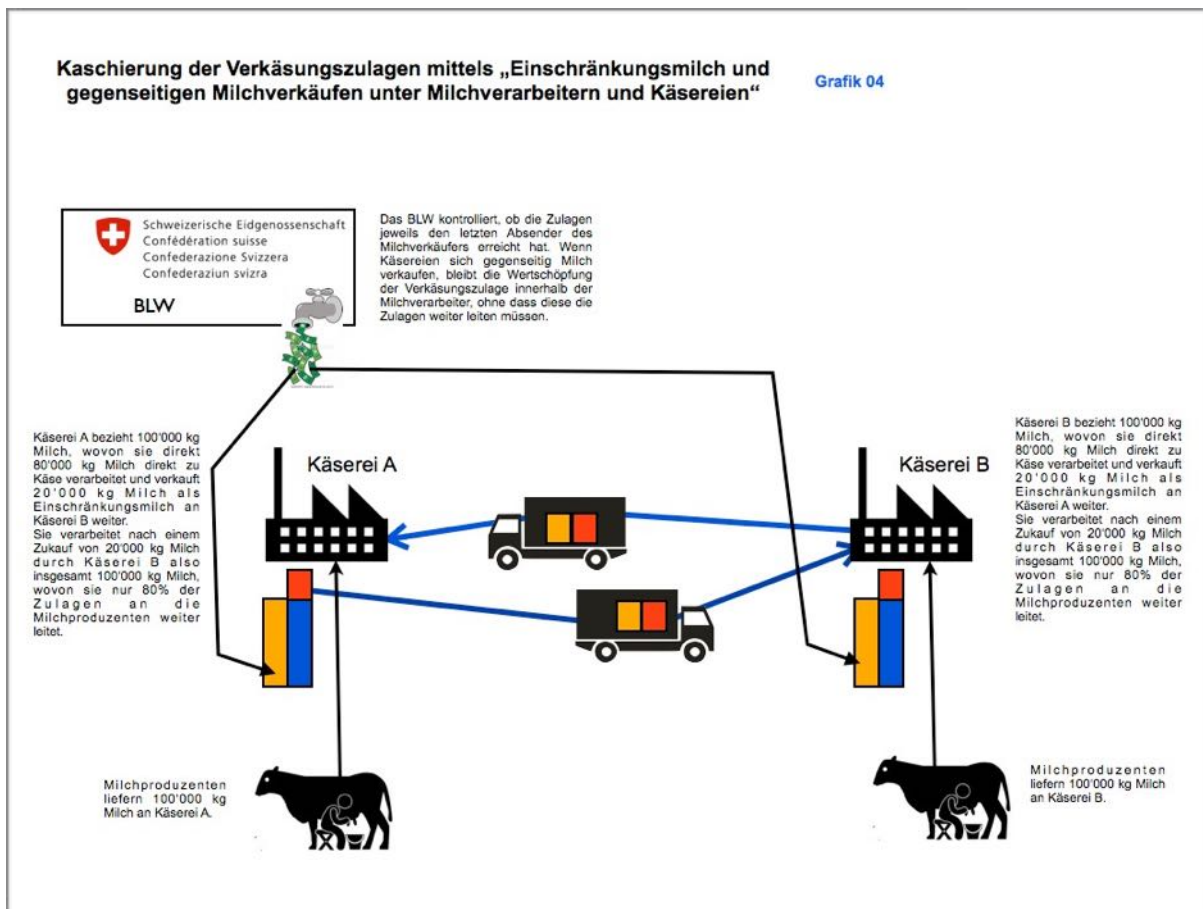 Kaschierung der Verkäsungszulagen mittels „Einschränkungsmilch und
gegenseitigen Milchverkäufen unter Milchverarbeitern und Käsereien“
Grafik 04
Schweizerische Eidgenossenschaft
Confédération suisse
Confederazione Svizzera
Confederaziun svizra
BLW
Das BLW kontrolliert, ob die Zulagen
jeweils den letzten Absender des
Milchverkäufers erreicht hat. Wenn
Käsereien sich gegenseitig Milch
verkaufen, bleibt die Wertschöpfung
der Verkäsungszulage innerhalb der
Milchverarbeiter, ohne dass diese die
Zulagen weiter leiten müssen.
Käserei A bezieht 100'000 kg
Milch, wovon sie direkt
80'000 kg Milch direkt zu
Käse verarbeitet und verkauft
20'000 kg Milch als
Einschränkungsmilch an
Käserei B weiter.
Sie verarbeitet nach einem
Zukauf von 20'000 kg Milch
durch Käserei B also
insgesamt 100'000 kg Milch,
wovon sie nur 80% der
Zulagen an die
Milchproduzenten weiter
leitet.
Käserei A
Käserei B
Käserei B bezieht 100'000 kg
Milch, wovon sie direkt
80'000 kg Milch direkt zu
Käse verarbeitet und verkauft
20'000 kg Milch als
Einschränkungsmilch an
Käserei A weiter.
Sie verarbeitet nach einem
Zukauf von 20'000 kg Milch
durch Käserei B also
insgesamt 100'000 kg Milch,
wovon sie nur 80% der
Zulagen an die
Milchproduzenten weiter
leitet.
Milchproduzenten
liefern 100'000 kg
Milch an Käserei A.
Milchproduzenten
liefern 100'000 kg Milch
an Käserei B.